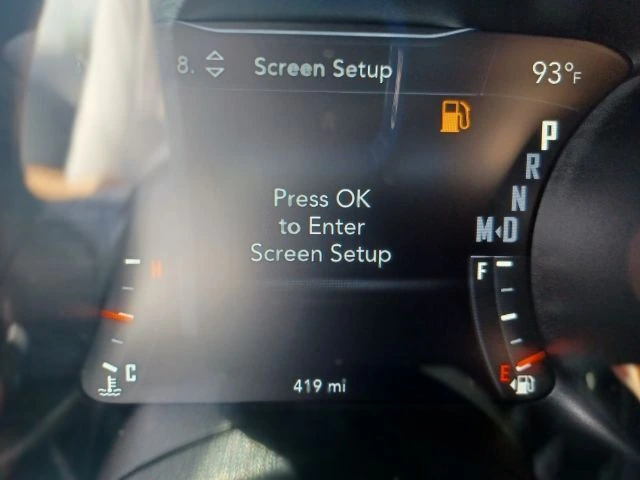 8. Screen Setup 93°F
P
R
N
M D
Press OK
to Enter
Screen Setup
H F
C E
419 mi